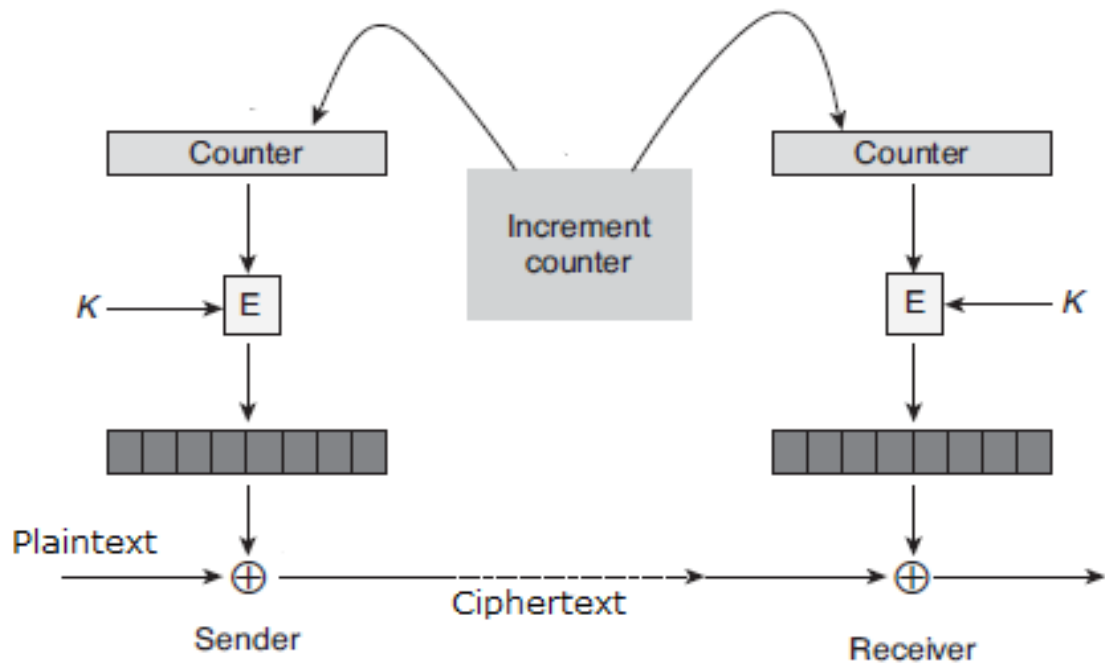 Counter
Counter
Increment
counter
K
E
E
K
Plaintext
Ciphertext
Sender
Receiver